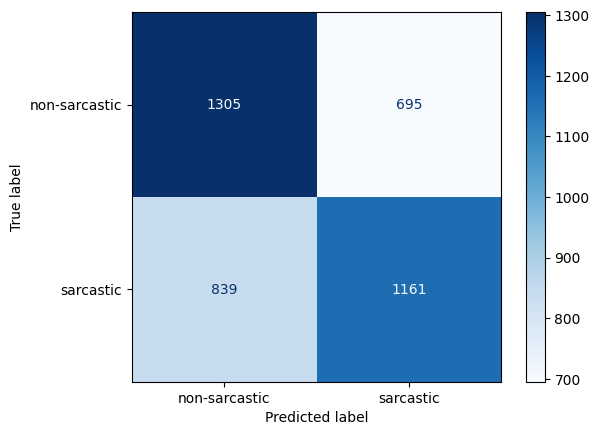 1300
1200
1100
1000
900
800
700
True label
non-sarcastic
sarcastic
1305 695
839 1161
non-sarcastic sarcastic
Predicted label